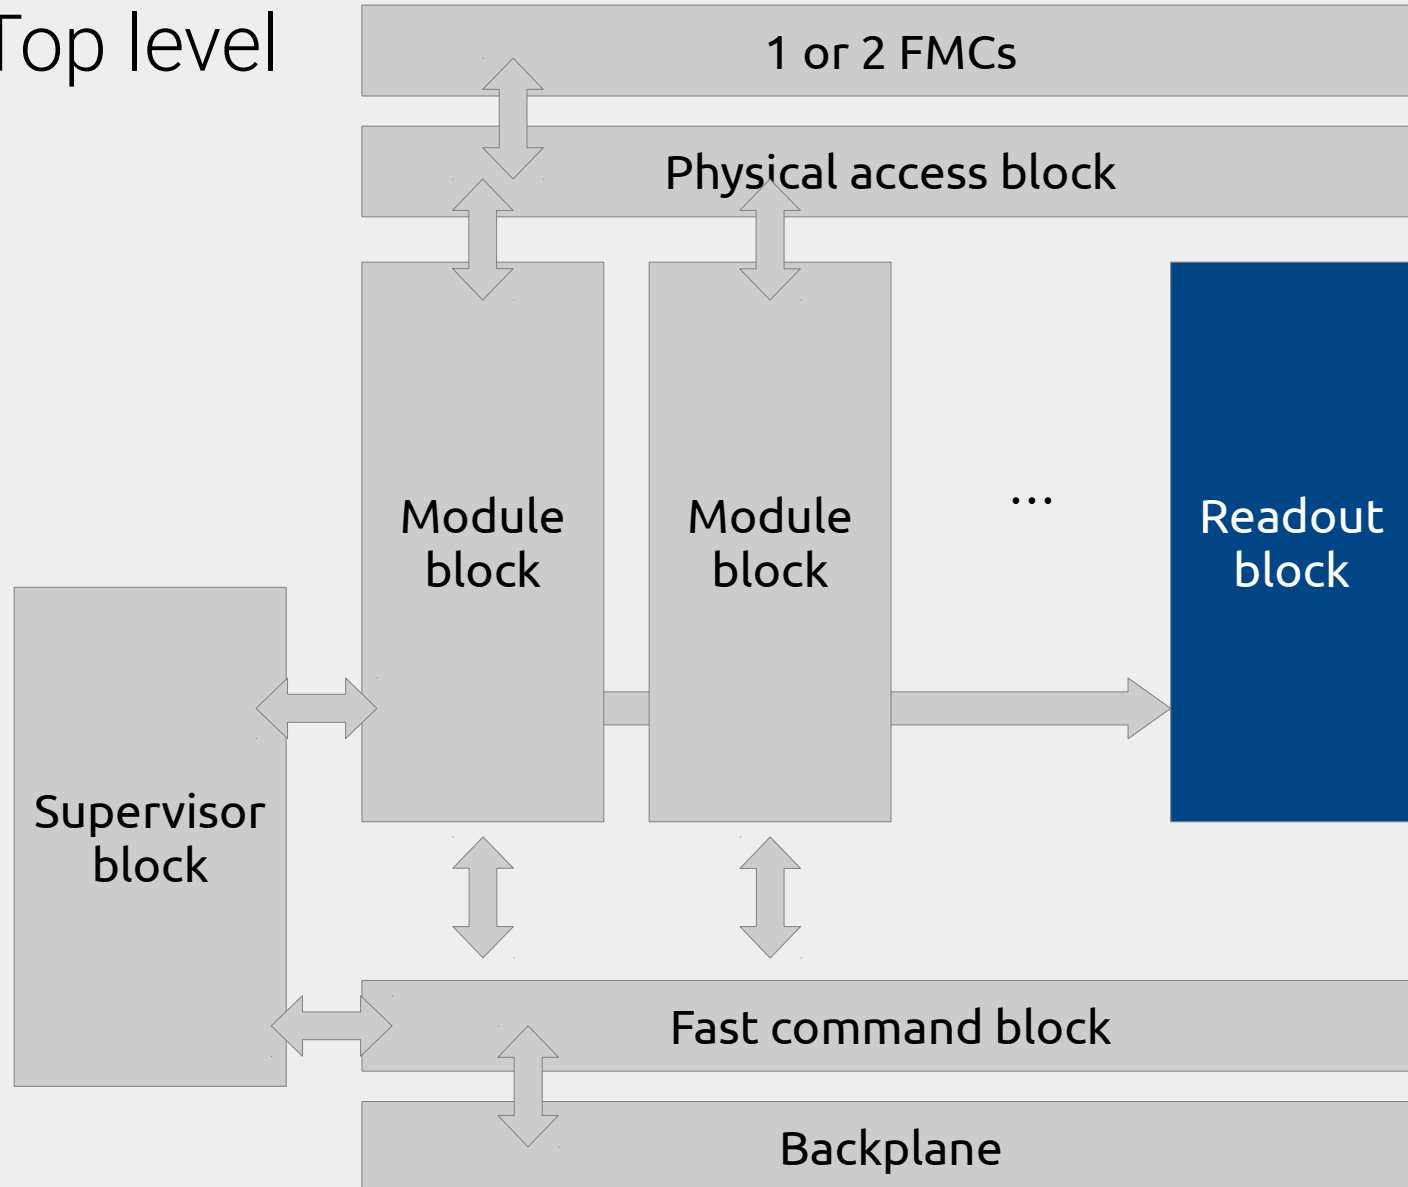 Top level
1 or 2 FMCs
Physical access block
Module
block
Module
block
...
Readout
block
Supervisor
block
Fast command block
Backplane